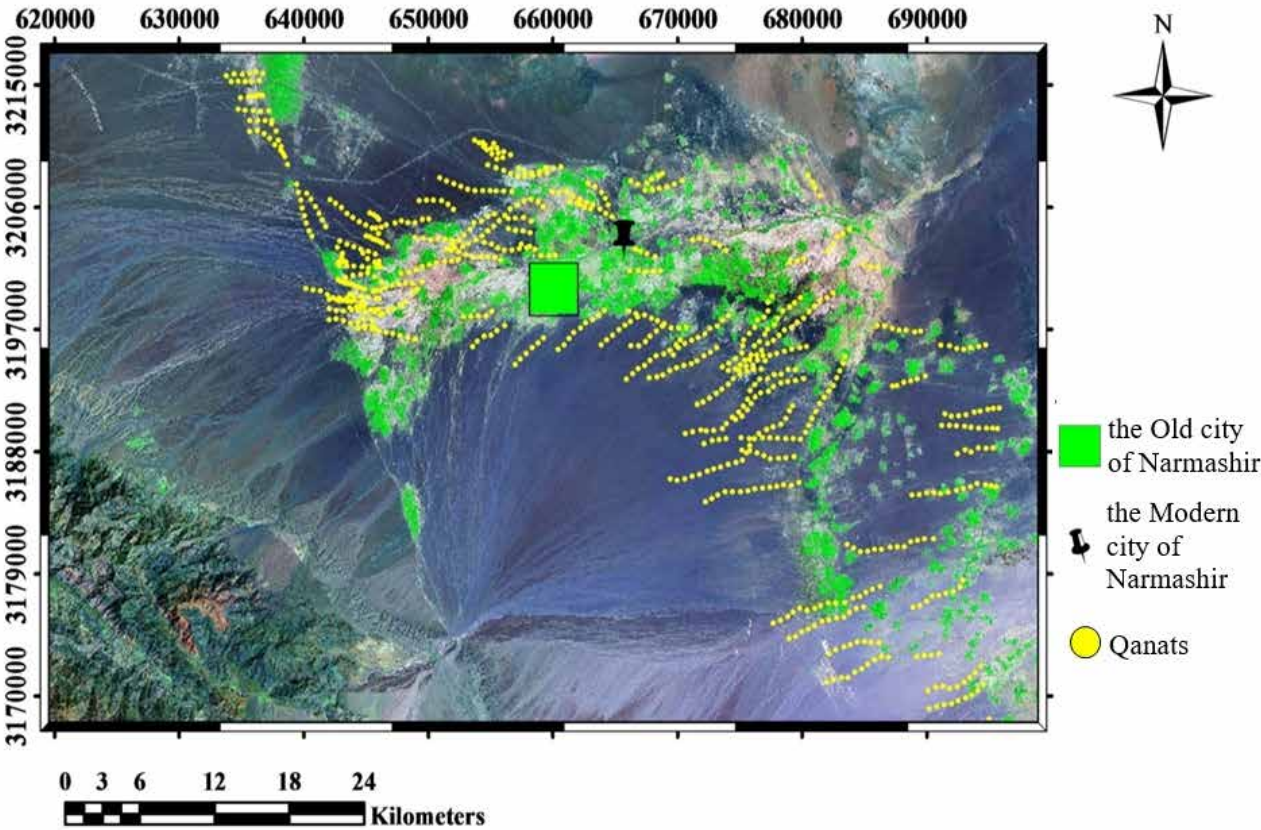 620000 630000 640000 650000 660000 670000 680000 690000
N
3215000
3206000
3197000
3188000
3179000
3170000
the Old city
of Narmashir
the Modern
city of
Narmashir
Qanats
0 3 6 12 18 24
Kilometers